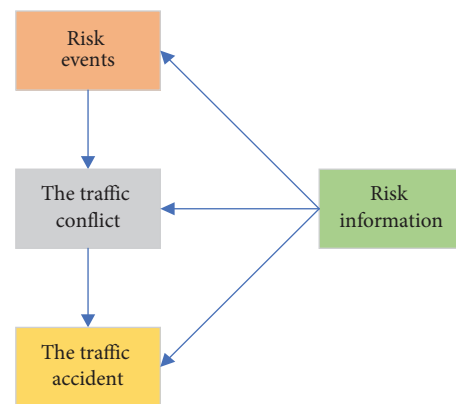 Risk
events
The traffic
conflict
Risk
information
The traffic
accident